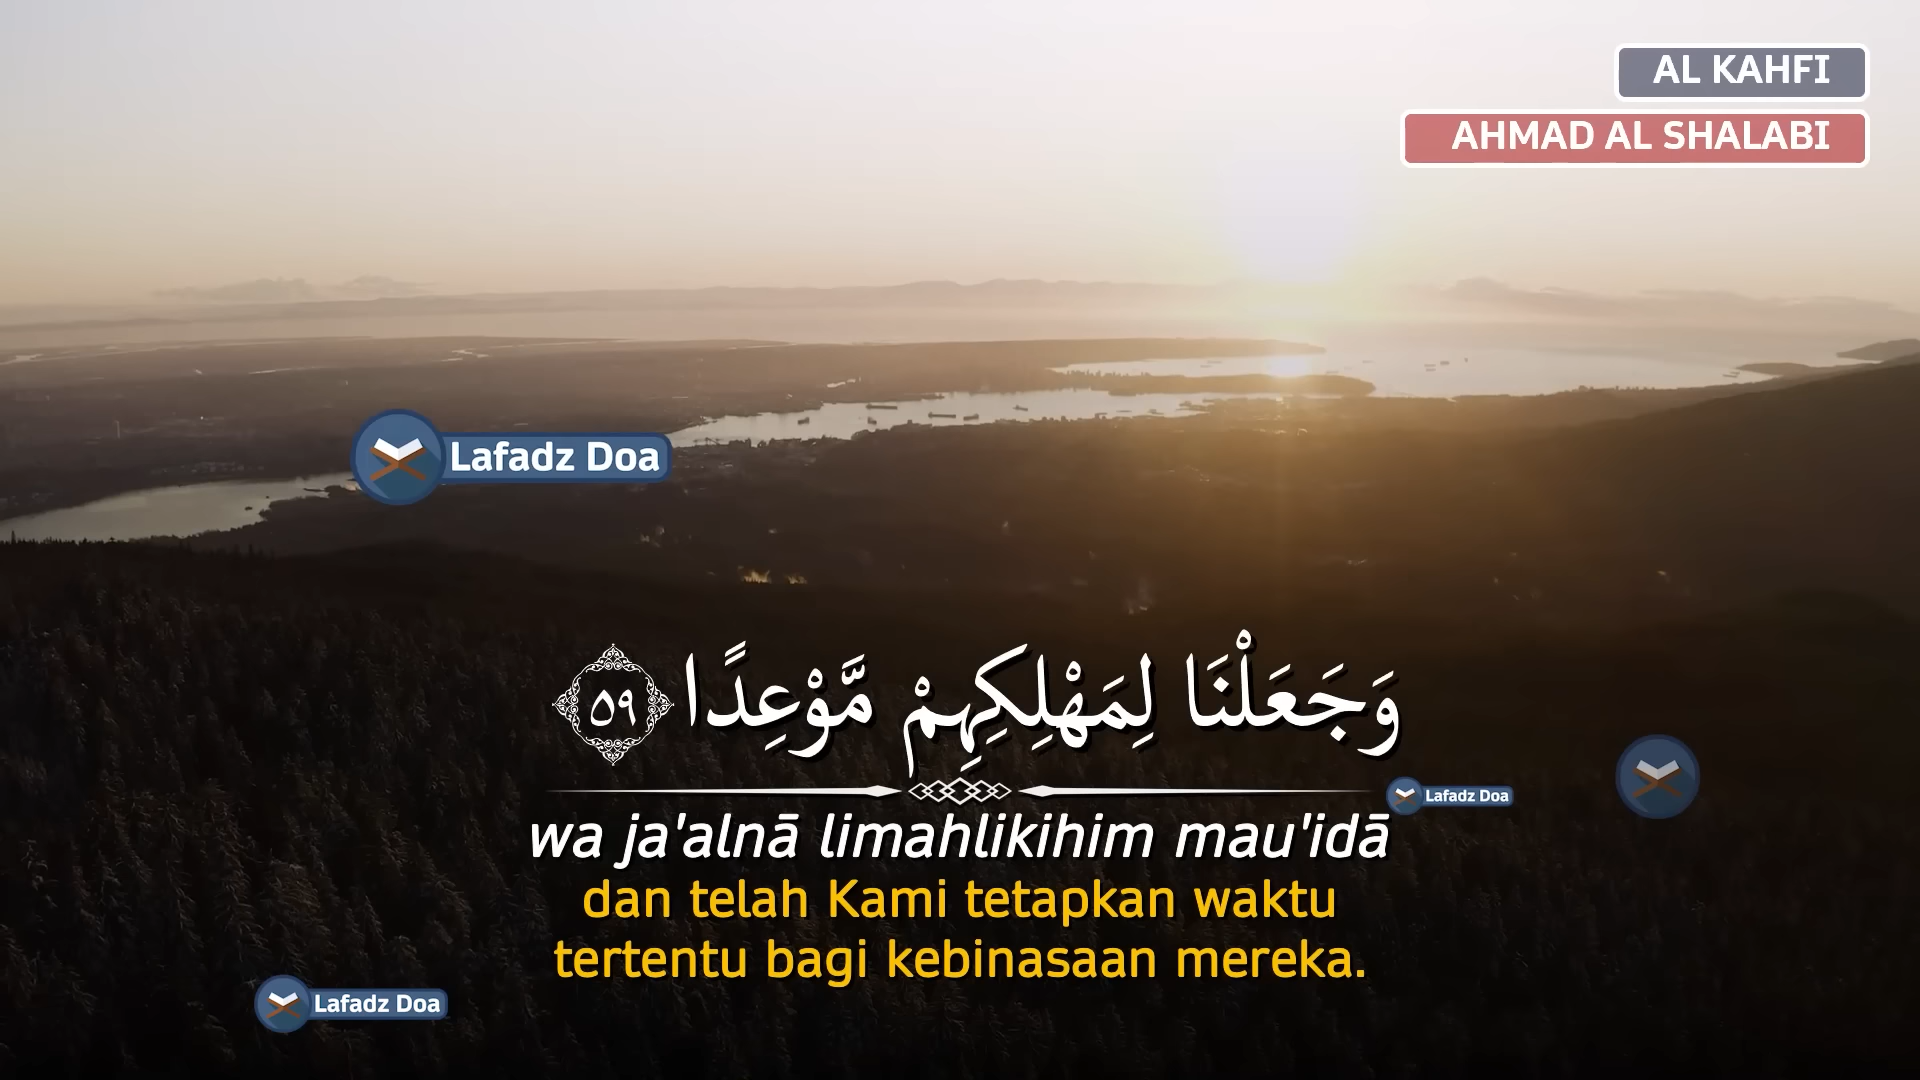 AL KAHFI
AHMAD AL SHALABI
Lafadz Doa
وَجَعَلْنَا لِمَهْلِكِهِمْ مَّوْعِدًا ٥٩
Lafadz Doa
wa ja'alnā limahlikihim mau'idā
dan telah Kami tetapkan waktu
tertentu bagi kebinasaan mereka.
Lafadz Doa